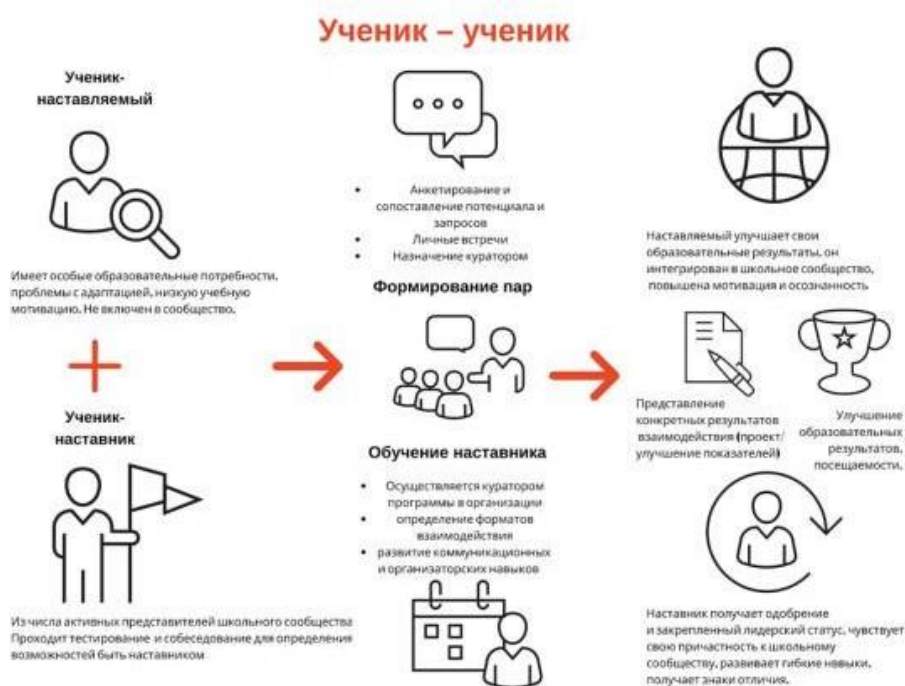 Ученик – ученик
Ученик-
наставляемый
Имеет особые образовательные потребности,
проблемы с адаптацией, низкую учебную
мотивацию. Не включен в сообщество.
Ученик-
наставник
Из числа активных представителей школьного сообщества
Проходит тестирование и собеседование для определения
возможностей быть наставником
• Анкетирование и
сопоставление потенциала и
запросов
• Личные встречи
• Назначение куратором
Формирование пар
Обучение наставника
• Осуществляется куратором
программы в организации
• определение форматов
взаимодействия
• развитие коммуникационных
и организаторских навыков
Наставляемый улучшает свои
образовательные результаты, он
интегрирован в школьное сообщество,
повышена мотивация и осознанность
Представление
конкретных результатов
взаимодействия (проект/
улучшение показателей)
Улучшение
образовательных
результатов,
посещаемости.
Наставник получает одобрение
и закрепленный лидерский статус, чувствует
свою причастность к школьному
сообществу, развивает гибкие навыки,
получает знаки отличия.